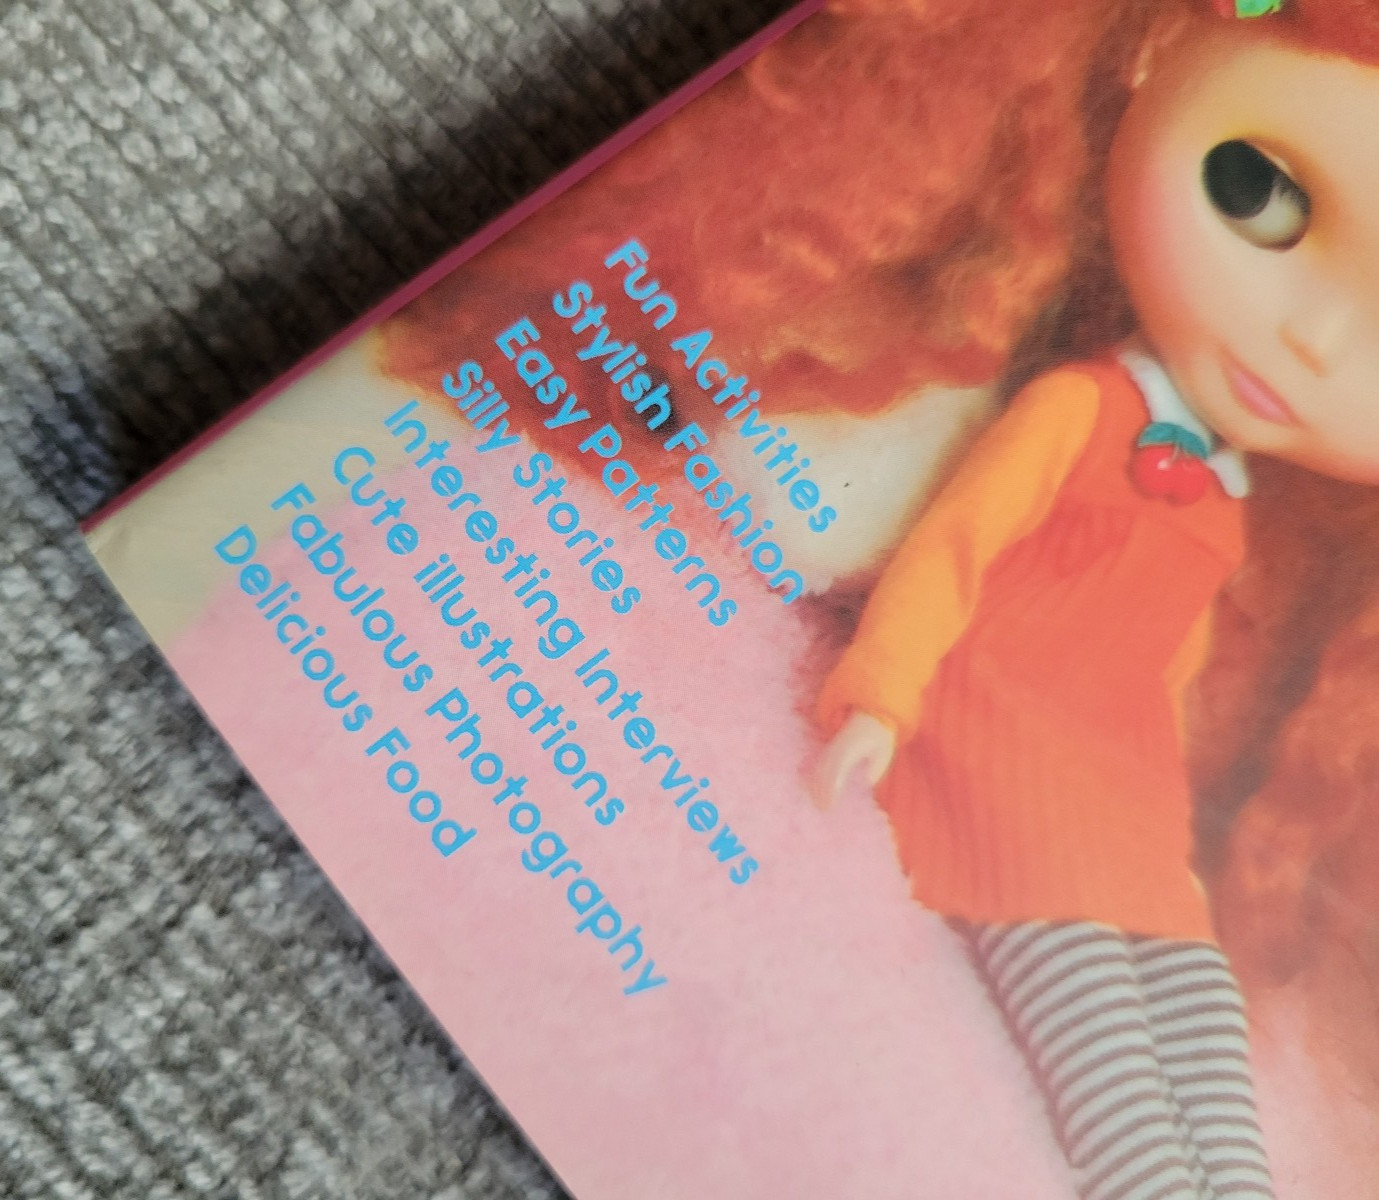 Fun Activities
Stylish Fashion
Easy Patterns
Silly Stories
Interesting Interviews
Cute illustrations
Fabulous Photography
Delicious Food